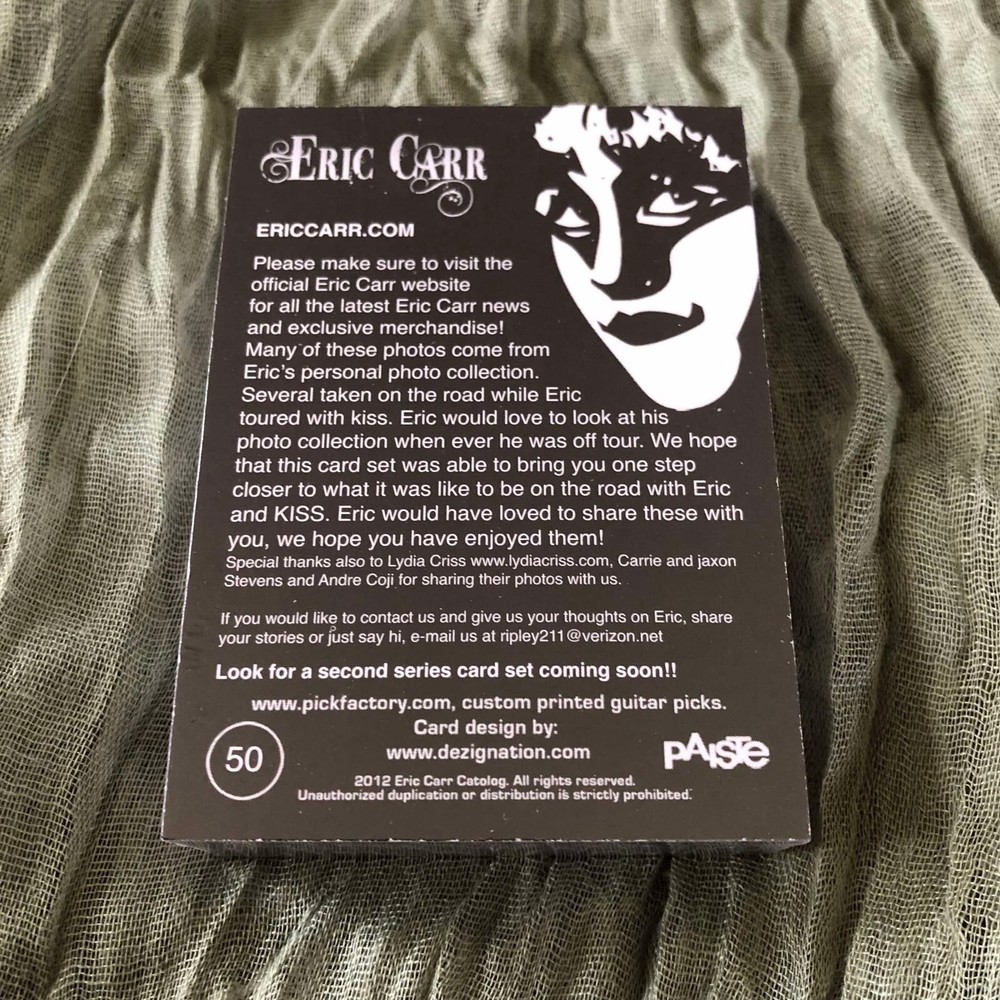 ERIC CARR
ERICCARR.COM
Please make sure to visit the
official Eric Carr website
for all the latest Eric Carr news
and exclusive merchandise!
Many of these photos come from
Eric's personal photo collection.
Several taken on the road while Eric
toured with kiss. Eric would love to look at his
photo collection when ever he was off tour. We hope
that this card set was able to bring you one step
closer to what it was like to be on the road with Eric
and KISS. Eric would have loved to share these with
you, we hope you have enjoyed them!
Special thanks also to Lydia Criss www.lydiacriss.com, Carrie and jaxon
Stevens and Andre Coji for sharing their photos with us.
If you would like to contact us and give us your thoughts on Eric, share
your stories or just say hi, e-mail us at ripley211@verizon.net
Look for a second series card set coming soon!!
www.pickfactory.com, custom printed guitar picks.
Card design by:
www.dezignation.com
PAiSTe
50
2012 Eric Carr Catolog. All rights reserved.
Unauthorized duplication or distribution is strictly prohibited.